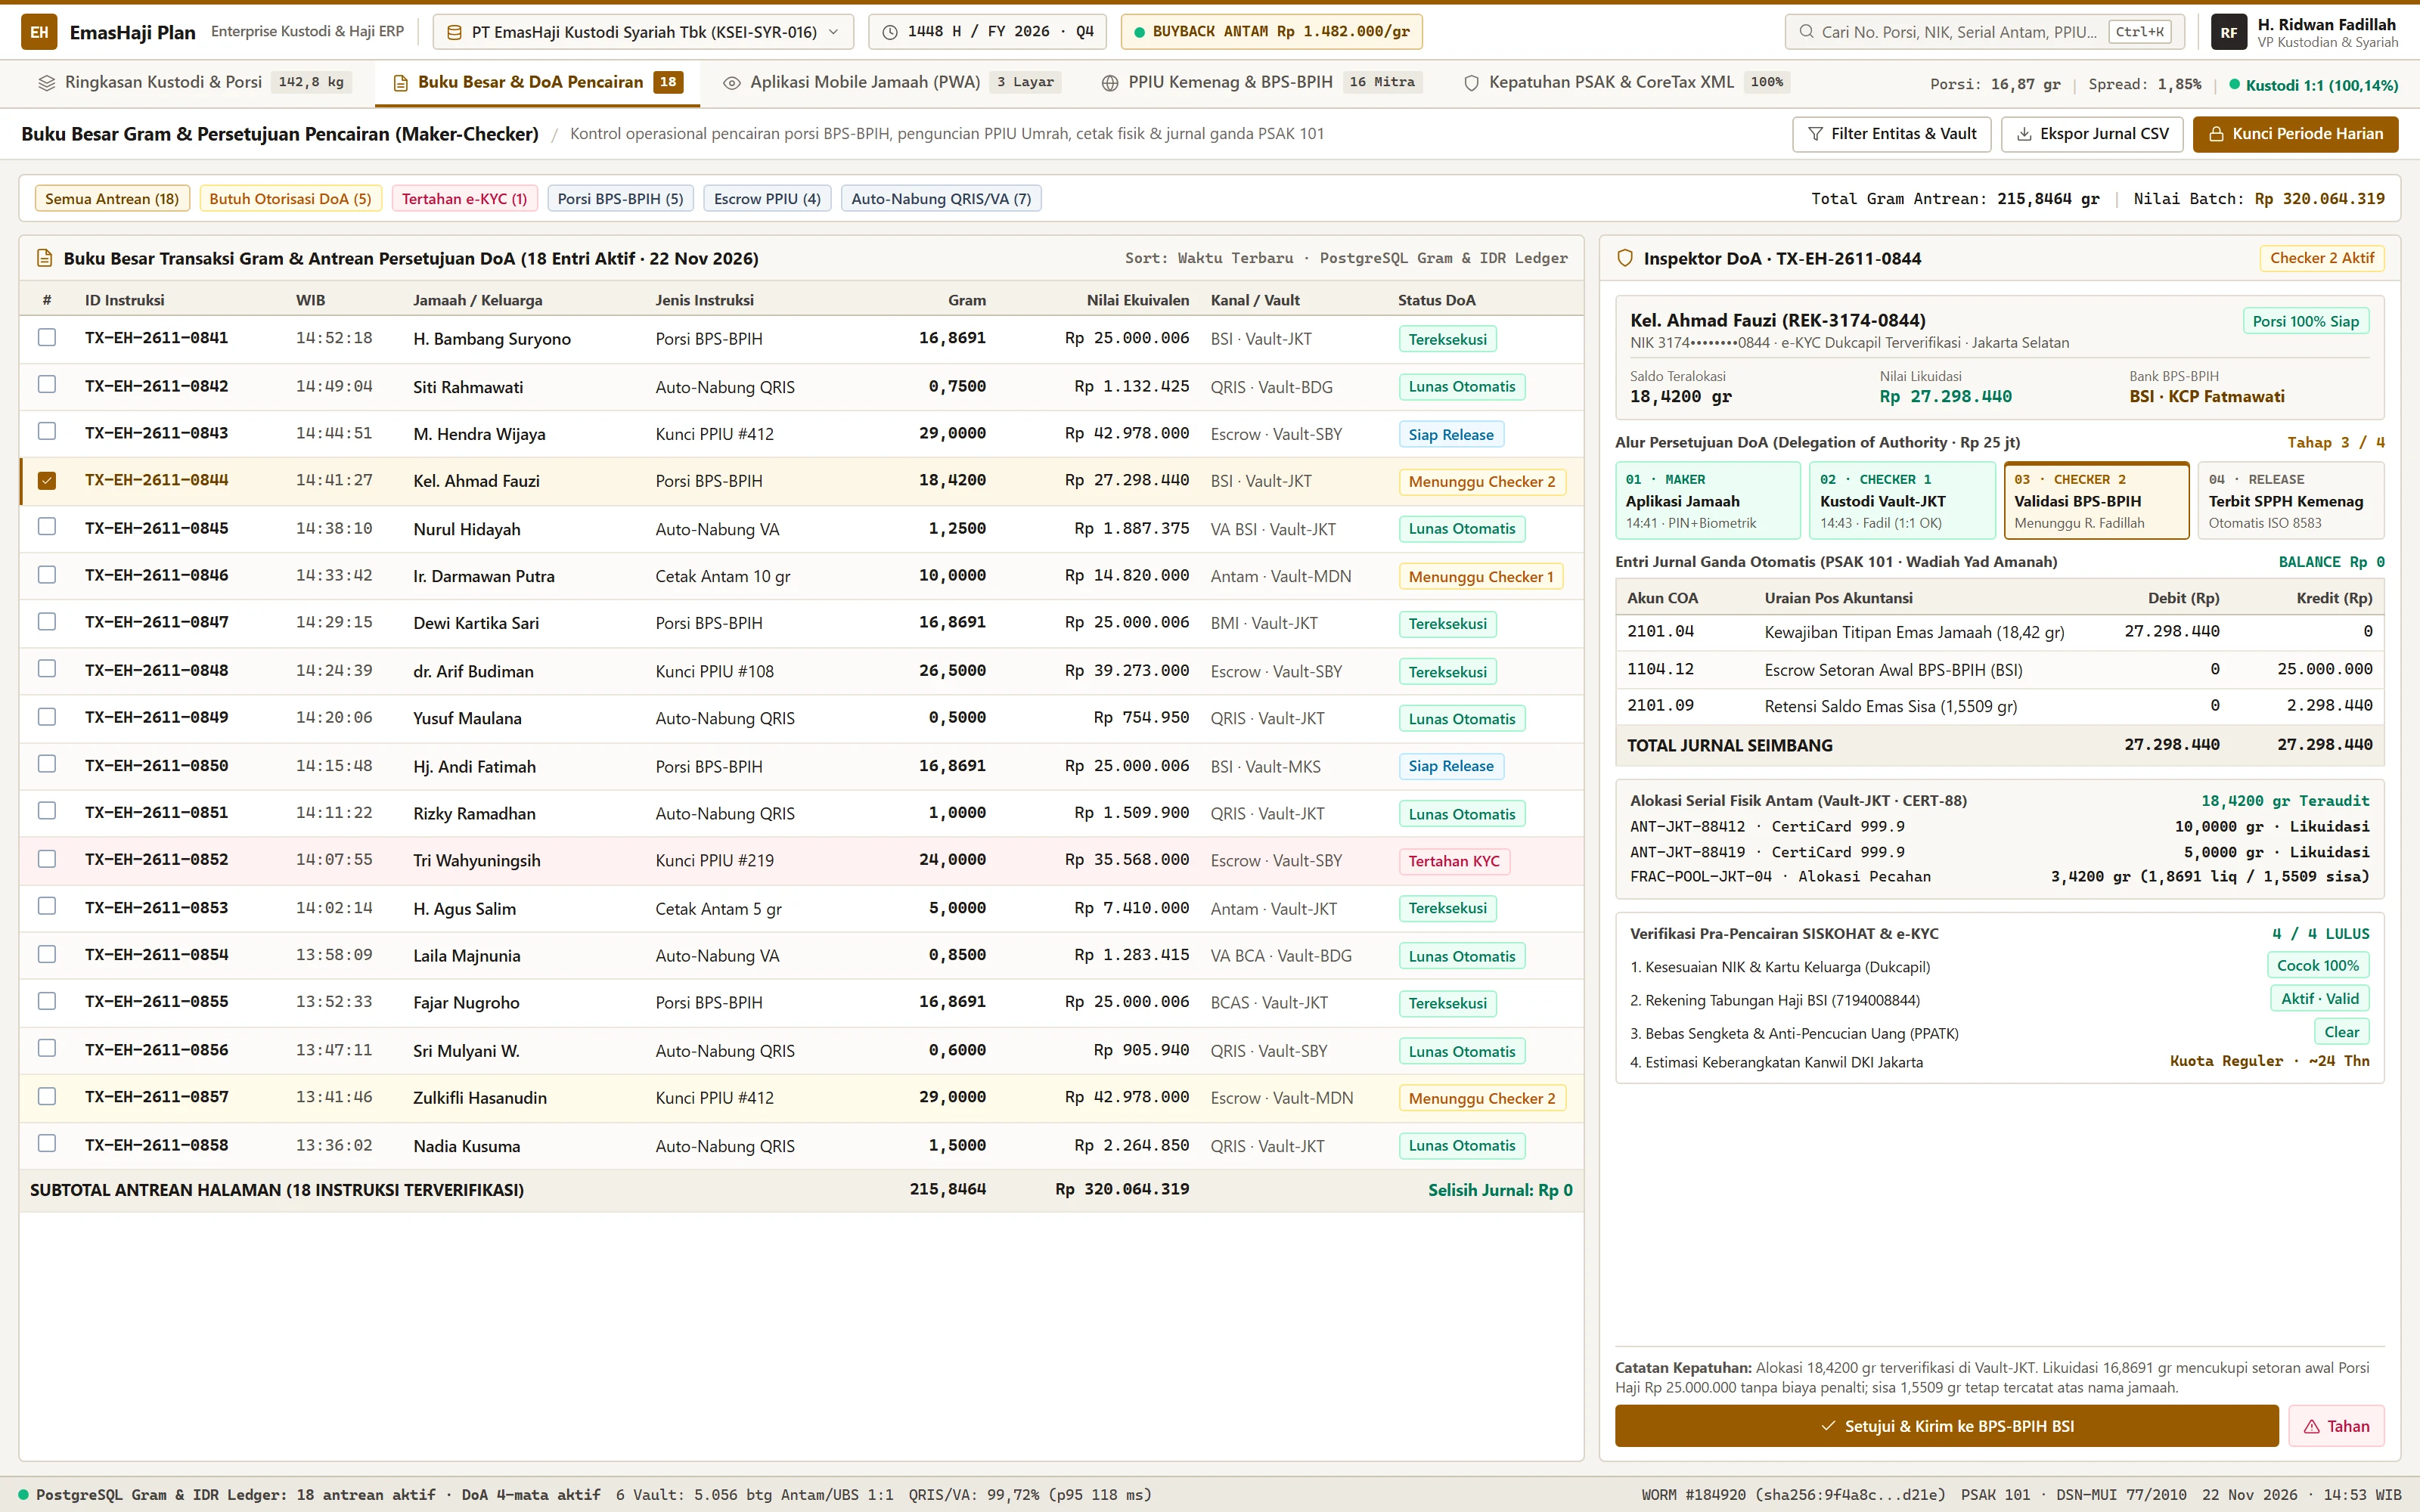 EH EmasHaji Plan Enterprise Kustodi & Haji ERP PT EmasHaji Kustodi Syariah Tbk (KSEI-SYR-016) 1448 H / FY 2026 · Q4 BUYBACK ANTAM Rp 1.482.000/gr Cari No. Porsi, NIK, Serial Antam, PPIU... Ctrl+K RF H. Ridwan Fadillah
VP Kustodian & Syariah
Ringkasan Kustodi & Porsi 142,8 kg Buku Besar & DoA Pencairan 18 Aplikasi Mobile Jamaah (PWA) 3 Layar PPIU Kemenag & BPS-BPIH 16 Mitra Kepatuhan PSAK & CoreTax XML 100% Porsi: 16,87 gr | Spread: 1,85% | Kustodi 1:1 (100,14%)
Buku Besar Gram & Persetujuan Pencairan (Maker-Checker) / Kontrol operasional pencairan porsi BPS-BPIH, penguncian PPIU Umrah, cetak fisik & jurnal ganda PSAK 101 Filter Entitas & Vault Ekspor Jurnal CSV Kunci Periode Harian
Semua Antrean (18) Butuh Otorisasi DoA (5) Tertahan e-KYC (1) Porsi BPS-BPIH (5) Escrow PPIU (4) Auto-Nabung QRIS/VA (7) Total Gram Antrean: 215,8464 gr | Nilai Batch: Rp 320.064.319
Buku Besar Transaksi Gram & Antrean Persetujuan DoA (18 Entri Aktif · 22 Nov 2026) Sort: Waktu Terbaru · PostgreSQL Gram & IDR Ledger
# ID Instruksi WIB Jamaah / Keluarga Jenis Instruksi Gram Nilai Ekuivalen Kanal / Vault Status DoA
TX-EH-2611-0841 14:52:18 H. Bambang Suryono Porsi BPS-BPIH 16,8691 Rp 25.000.006 BSI · Vault-JKT Tereksekusi
TX-EH-2611-0842 14:49:04 Siti Rahmawati Auto-Nabung QRIS 0,7500 Rp 1.132.425 QRIS · Vault-BDG Lunas Otomatis
TX-EH-2611-0843 14:44:51 M. Hendra Wijaya Kunci PPIU #412 29,0000 Rp 42.978.000 Escrow · Vault-SBY Siap Release
TX-EH-2611-0844 14:41:27 Kel. Ahmad Fauzi Porsi BPS-BPIH 18,4200 Rp 27.298.440 BSI · Vault-JKT Menunggu Checker 2
TX-EH-2611-0845 14:38:10 Nurul Hidayah Auto-Nabung VA 1,2500 Rp 1.887.375 VA BSI · Vault-JKT Lunas Otomatis
TX-EH-2611-0846 14:33:42 Ir. Darmawan Putra Cetak Antam 10 gr 10,0000 Rp 14.820.000 Antam · Vault-MDN Menunggu Checker 1
TX-EH-2611-0847 14:29:15 Dewi Kartika Sari Porsi BPS-BPIH 16,8691 Rp 25.000.006 BMI · Vault-JKT Tereksekusi
TX-EH-2611-0848 14:24:39 dr. Arif Budiman Kunci PPIU #108 26,5000 Rp 39.273.000 Escrow · Vault-SBY Tereksekusi
TX-EH-2611-0849 14:20:06 Yusuf Maulana Auto-Nabung QRIS 0,5000 Rp 754.950 QRIS · Vault-JKT Lunas Otomatis
TX-EH-2611-0850 14:15:48 Hj. Andi Fatimah Porsi BPS-BPIH 16,8691 Rp 25.000.006 BSI · Vault-MKS Siap Release
TX-EH-2611-0851 14:11:22 Rizky Ramadhan Auto-Nabung QRIS 1,0000 Rp 1.509.900 QRIS · Vault-JKT Lunas Otomatis
TX-EH-2611-0852 14:07:55 Tri Wahyuningsih Kunci PPIU #219 24,0000 Rp 35.568.000 Escrow · Vault-SBY Tertahan KYC
TX-EH-2611-0853 14:02:14 H. Agus Salim Cetak Antam 5 gr 5,0000 Rp 7.410.000 Antam · Vault-JKT Tereksekusi
TX-EH-2611-0854 13:58:09 Laila Majnunia Auto-Nabung VA 0,8500 Rp 1.283.415 VA BCA · Vault-BDG Lunas Otomatis
TX-EH-2611-0855 13:52:33 Fajar Nugroho Porsi BPS-BPIH 16,8691 Rp 25.000.006 BCAS · Vault-JKT Tereksekusi
TX-EH-2611-0856 13:47:11 Sri Mulyani W. Auto-Nabung QRIS 0,6000 Rp 905.940 QRIS · Vault-SBY Lunas Otomatis
TX-EH-2611-0857 13:41:46 Zulkifli Hasanudin Kunci PPIU #412 29,0000 Rp 42.978.000 Escrow · Vault-MDN Menunggu Checker 2
TX-EH-2611-0858 13:36:02 Nadia Kusuma Auto-Nabung QRIS 1,5000 Rp 2.264.850 QRIS · Vault-JKT Lunas Otomatis
SUBTOTAL ANTREAN HALAMAN (18 INSTRUKSI TERVERIFIKASI) 215,8464 Rp 320.064.319 Selisih Jurnal: Rp 0
Inspektor DoA · TX-EH-2611-0844 Checker 2 Aktif
Kel. Ahmad Fauzi (REK-3174-0844) Porsi 100% Siap
NIK 3174••••••••0844 · e-KYC Dukcapil Terverifikasi · Jakarta Selatan
Saldo Teralokasi Nilai Likuidasi Bank BPS-BPIH
18,4200 gr Rp 27.298.440 BSI · KCP Fatmawati
Alur Persetujuan DoA (Delegation of Authority · Rp 25 jt) Tahap 3 / 4
01 · MAKER 02 · CHECKER 1 03 · CHECKER 2 04 · RELEASE
Aplikasi Jamaah Kustodi Vault-JKT Validasi BPS-BPIH Terbit SPPH Kemenag
14:41 · PIN+Biometrik 14:43 · Fadil (1:1 OK) Menunggu R. Fadillah Otomatis ISO 8583
Entri Jurnal Ganda Otomatis (PSAK 101 · Wadiah Yad Amanah) BALANCE Rp 0
Akun COA Uraian Pos Akuntansi Debit (Rp) Kredit (Rp)
2101.04 Kewajiban Titipan Emas Jamaah (18,42 gr) 27.298.440 0
1104.12 Escrow Setoran Awal BPS-BPIH (BSI) 0 25.000.000
2101.09 Retensi Saldo Emas Sisa (1,5509 gr) 0 2.298.440
TOTAL JURNAL SEIMBANG 27.298.440 27.298.440
Alokasi Serial Fisik Antam (Vault-JKT · CERT-88) 18,4200 gr Teraudit
ANT-JKT-88412 · CertiCard 999.9 10,0000 gr · Likuidasi
ANT-JKT-88419 · CertiCard 999.9 5,0000 gr · Likuidasi
FRAC-POOL-JKT-04 · Alokasi Pecahan 3,4200 gr (1,8691 liq / 1,5509 sisa)
Verifikasi Pra-Pencairan SISKOHAT & e-KYC 4 / 4 LULUS
1. Kesesuaian NIK & Kartu Keluarga (Dukcapil) Cocok 100%
2. Rekening Tabungan Haji BSI (7194008844) Aktif · Valid
3. Bebas Sengketa & Anti-Pencucian Uang (PPATK) Clear
4. Estimasi Keberangkatan Kanwil DKI Jakarta Kuota Reguler · ~24 Thn
Catatan Kepatuhan: Alokasi 18,4200 gr terverifikasi di Vault-JKT. Likuidasi 16,8691 gr mencukupi setoran awal Porsi
Haji Rp 25.000.000 tanpa biaya penalti; sisa 1,5509 gr tetap tercatat atas nama jamaah.
Setujui & Kirim ke BPS-BPIH BSI Tahan
PostgreSQL Gram & IDR Ledger: 18 antrean aktif · DoA 4-mata aktif 6 Vault: 5.056 btg Antam/UBS 1:1 QRIS/VA: 99,72% (p95 118 ms) WORM #184920 (sha256:9f4a8c...d21e) PSAK 101 · DSN-MUI 77/2010 22 Nov 2026 · 14:53 WIB